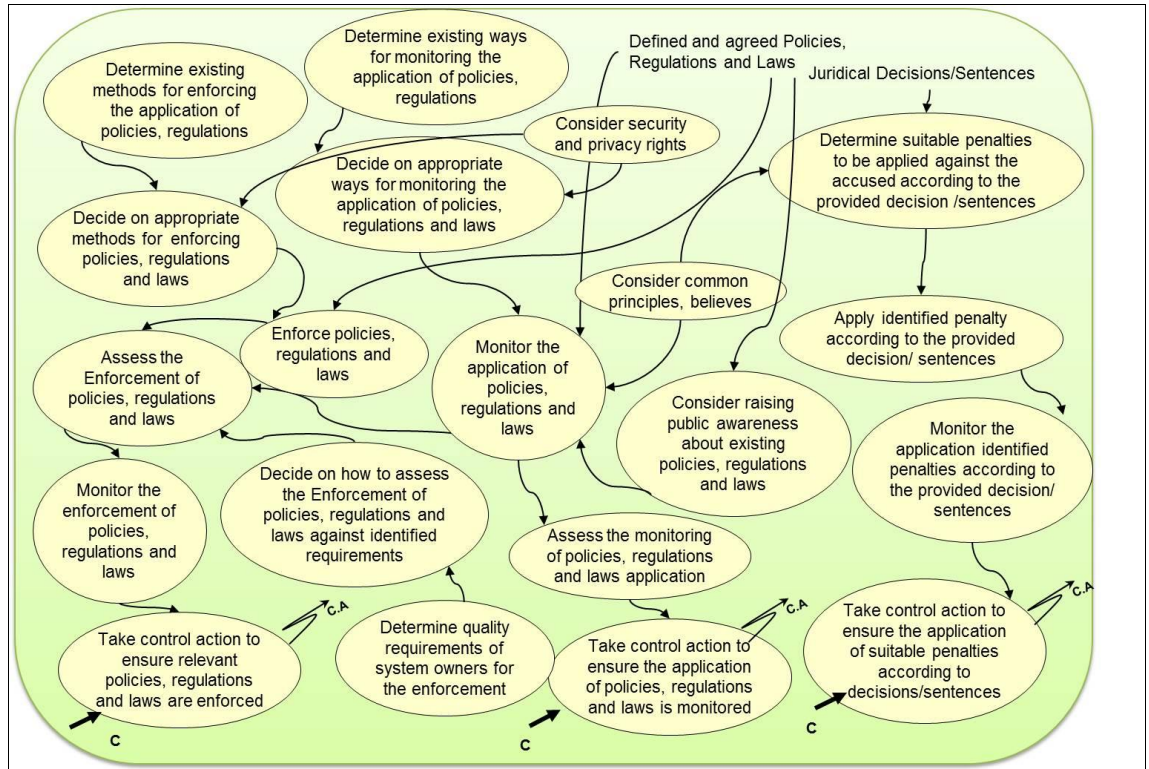 Determine existing
methods for enforcing
the application of
policies, regulations
Determine existing ways
for monitoring the
application of policies,
regulations
Defined and agreed Policies,
Regulations and Laws
Juridical Decisions/Sentences
Consider security
and privacy rights
Determine suitable penalties
to be applied against the
accused according to the
provided decision /sentences
Decide on appropriate
ways for monitoring the
application of policies,
regulations and laws
Decide on appropriate
methods for enforcing
policies, regulations
and laws
Consider common
principles, believes
Enforce policies,
regulations and
laws
Apply identified penalty
according to the provided
decision/ sentences
Assess the
Enforcement of
policies, regulations
and laws
Monitor the
application of
policies,
regulations and
laws
Consider raising
public awareness
about existing
policies, regulations
and laws
Monitor the
application identified
penalties according to
the provided decision/
sentences
Decide on how to assess
the Enforcement of
policies, regulations and
laws against identified
requirements
Monitor the
enforcement of
policies,
regulations and
laws
Assess the monitoring
of policies, regulations
and laws application
Take control action to
ensure relevant
policies, regulations
and laws are enforced
C.A
C
Determine quality
requirements of
system owners for
the enforcement
Take control action to
ensure the application
of policies, regulations
and laws is monitored
C.A
C
Take control action to
ensure the application
of suitable penalties
according to
decisions/sentences
C.A
C